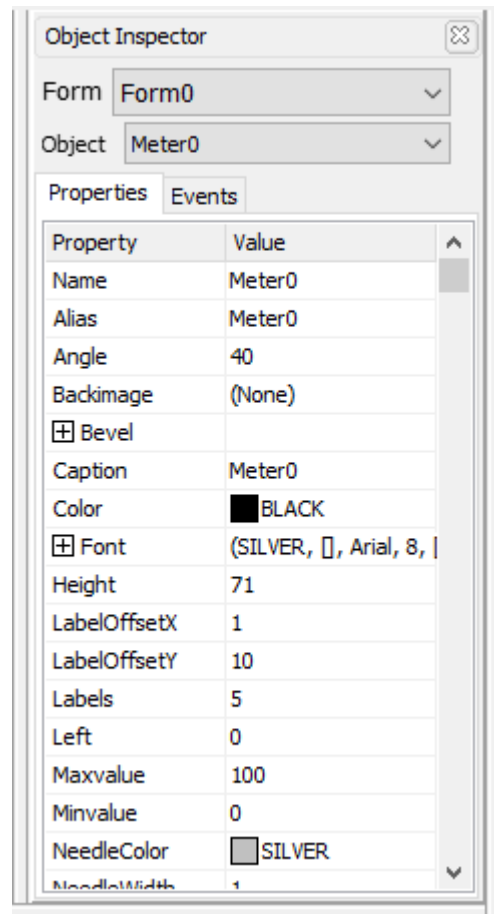 Object Inspector
Form Form0
Object Meter0
Properties Events
Property Value
Name Meter0
Alias Meter0
Angle 40
Backimage (None)
Bevel
Caption Meter0
Color BLACK
Font (SILVER, [], Arial, 8, [
Height 71
LabelOffsetX 1
LabelOffsetY 10
Labels 5
Left 0
Maxvalue 100
Minvalue 0
NeedleColor SILVER
NeedleWidth 1